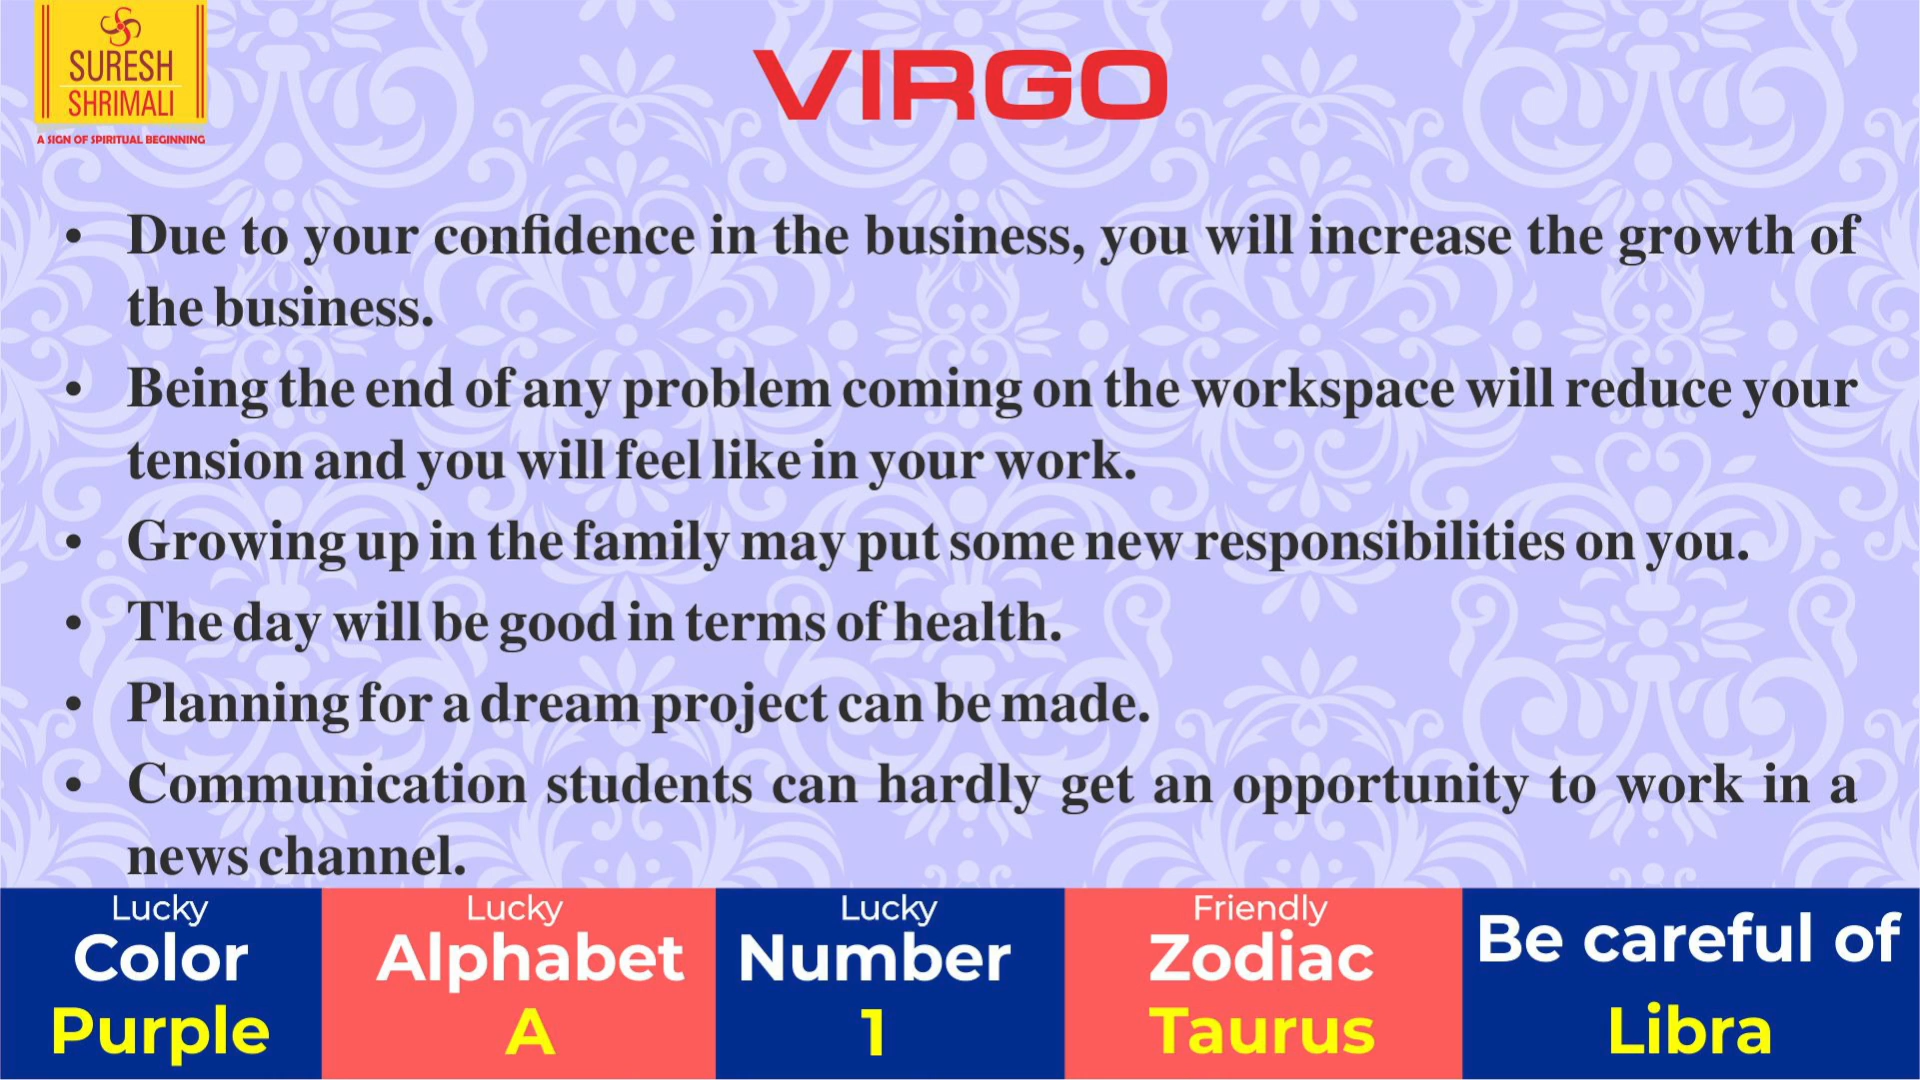 SURESH
SHRIMALI
A SIGN OF SPIRITUAL BEGINNING
VIRGO
• Due to your confidence in the business, you will increase the growth of
the business.
• Being the end of any problem coming on the workspace will reduce your
tension and you will feel like in your work.
• Growing up in the family may put some new responsibilities on you.
• The day will be good in terms of health.
• Planning for a dream project can be made.
• Communication students can hardly get an opportunity to work in a
news channel.
Lucky
Color
Purple
Lucky
Alphabet
A
Lucky
Number
1
Friendly
Zodiac
Taurus
Be careful of
Libra